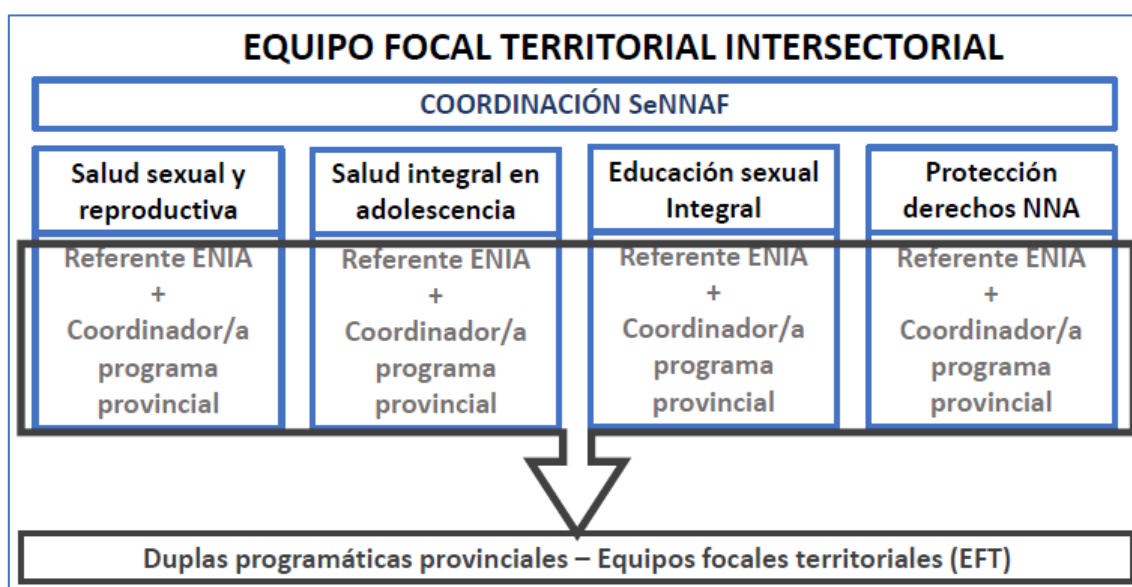 EQUIPO FOCAL TERRITORIAL INTERSECTORIAL
COORDINACIÓN SeNNAF
Salud sexual y
reproductiva
Referente ENIA
+
Coordinador/a
programa
provincial
Salud integral en
adolescencia
Referente ENIA
+
Coordinador/a
programa
provincial
Educación sexual
Integral
Referente ENIA
+
Coordinador/a
programa
provincial
Protección
derechos NNA
Referente ENIA
+
Coordinador/a
programa
provincial
Duplas programáticas provinciales – Equipos focales territoriales (EFT)